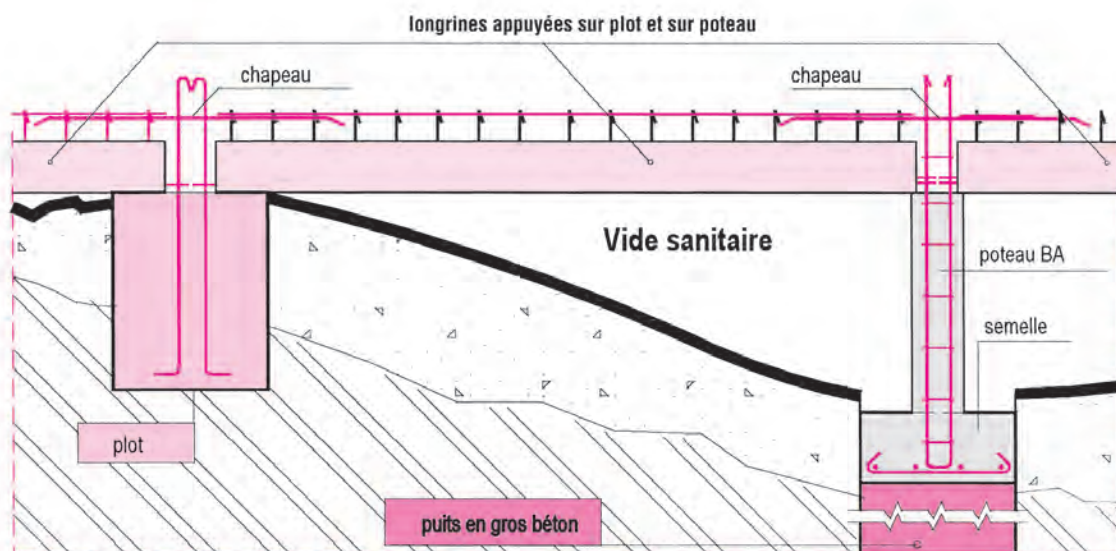 longrines appuyées sur plot et sur poteau
chapeau
chapeau
Vide sanitaire
poteau BA
semelle
plot
puits en gros béton